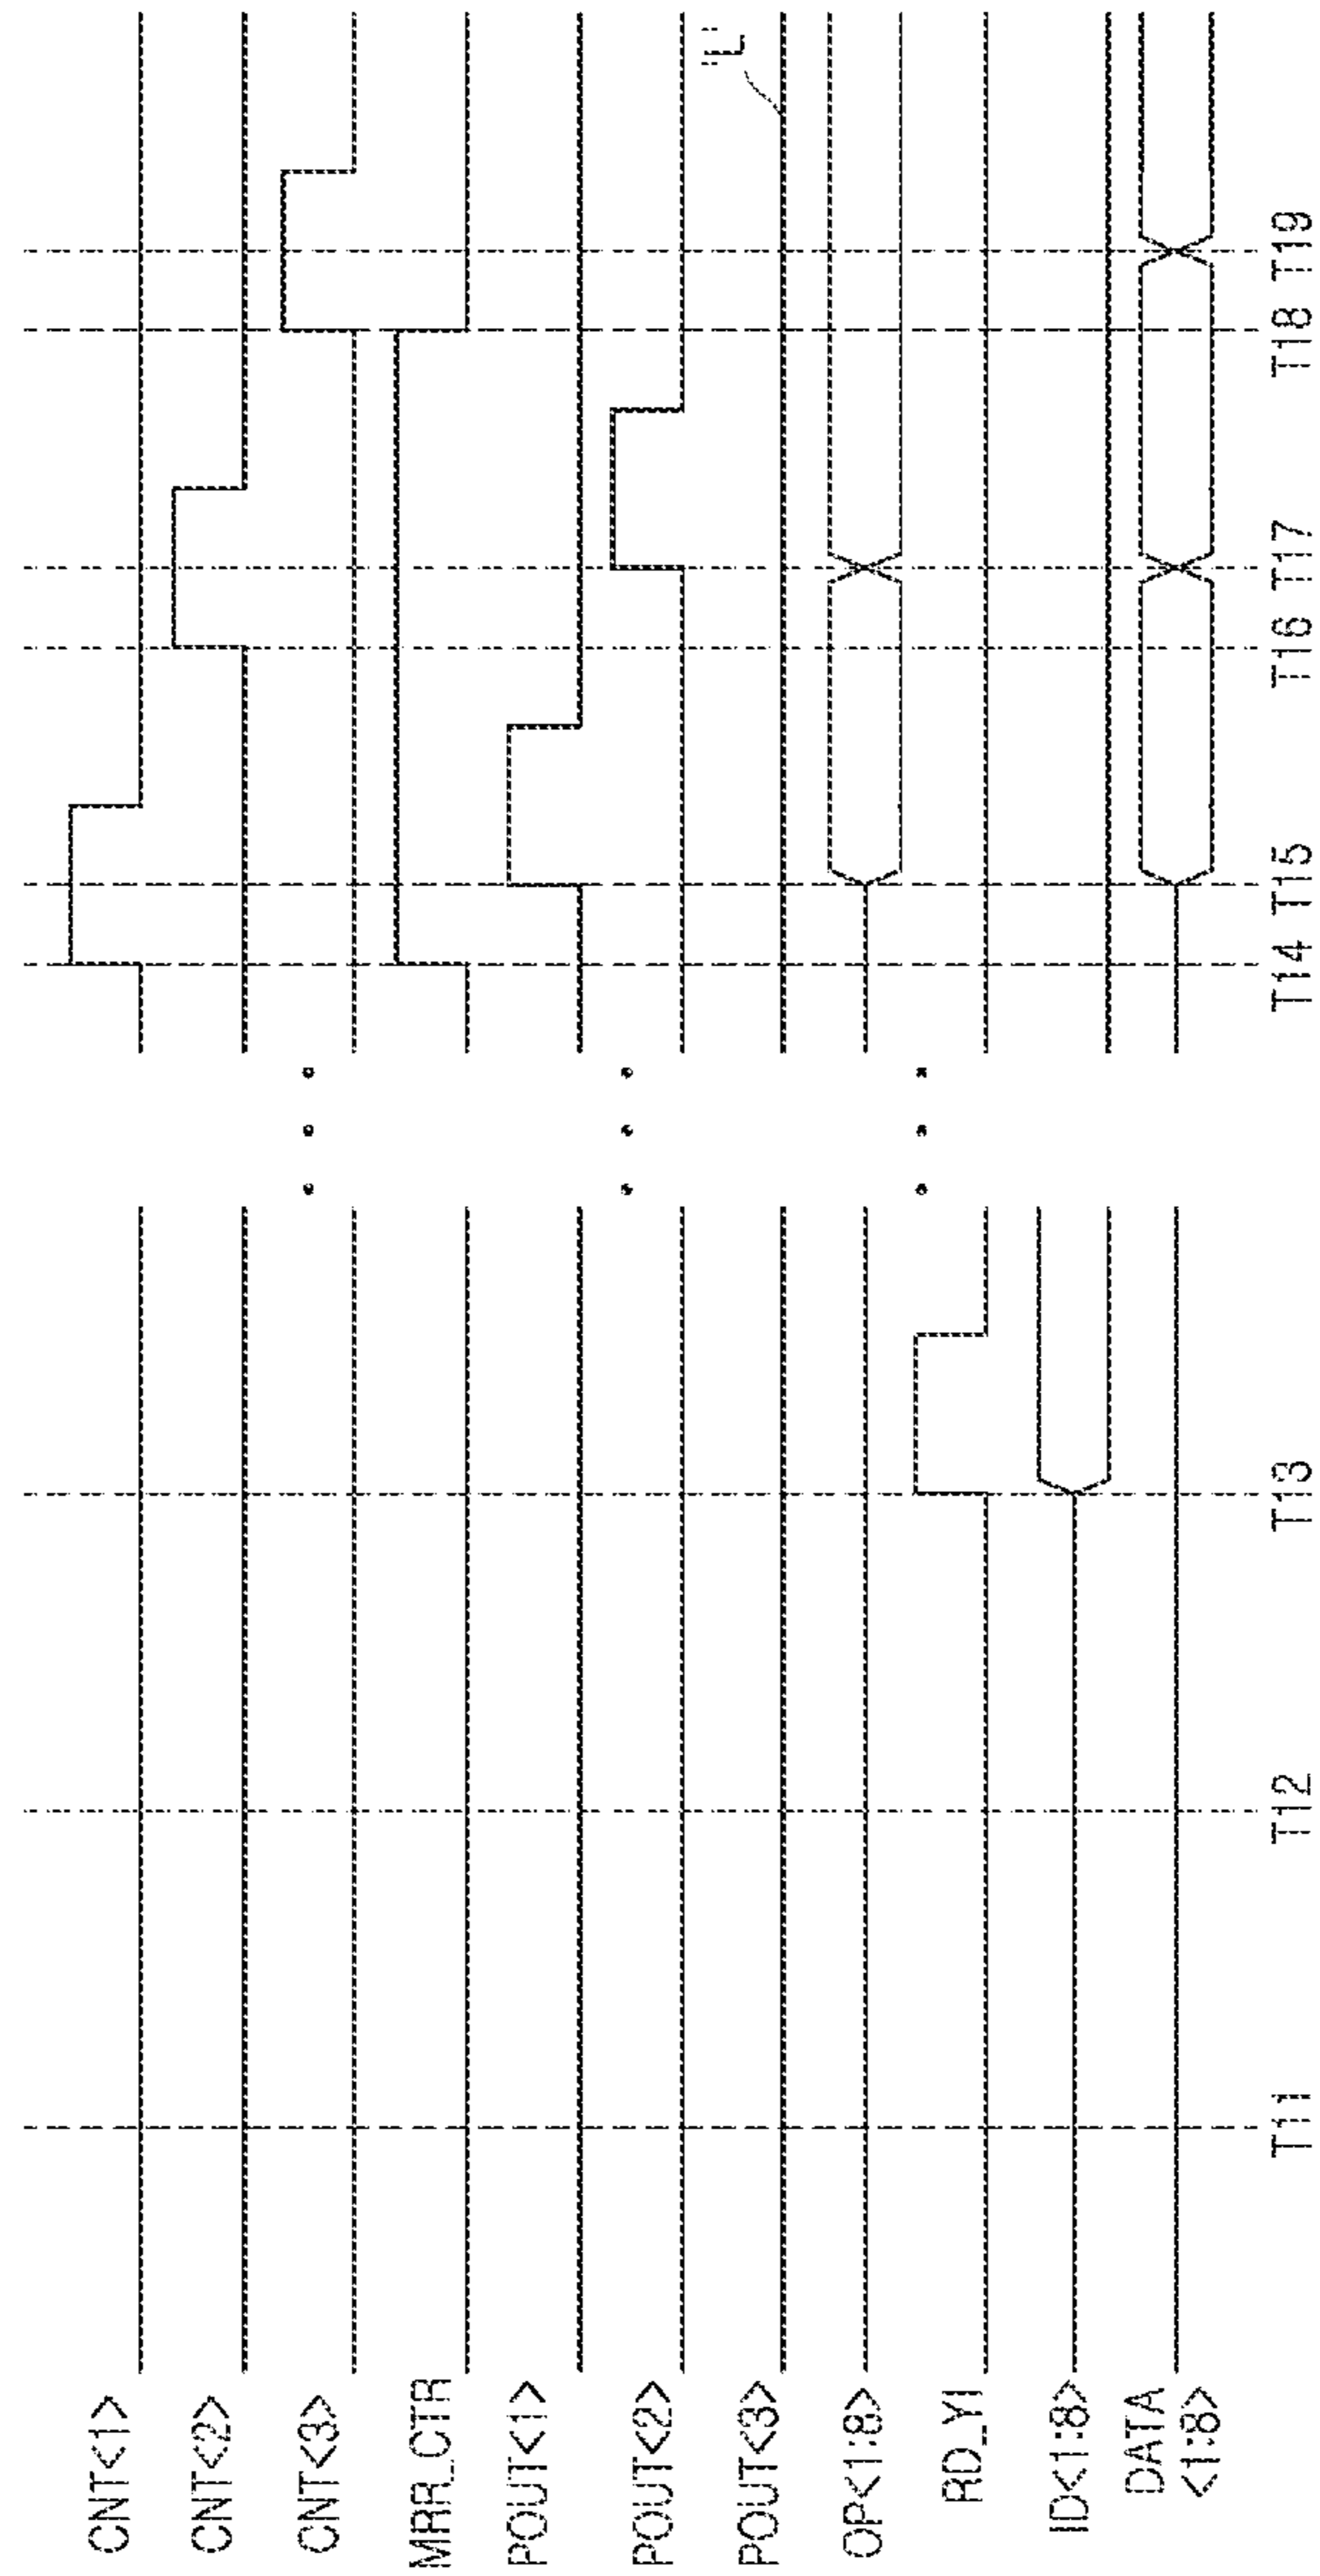 CNT<1>
CNT<2>
CNT<3>
MRR_CTR
POUT<1>
POUT<2>
POUT<3>
"L"
OP<1:8>
RD_YI
ID<1:8>
DATA
<1:8>
T11 T12 T13 T14 T15 T16 T17 T18 T19